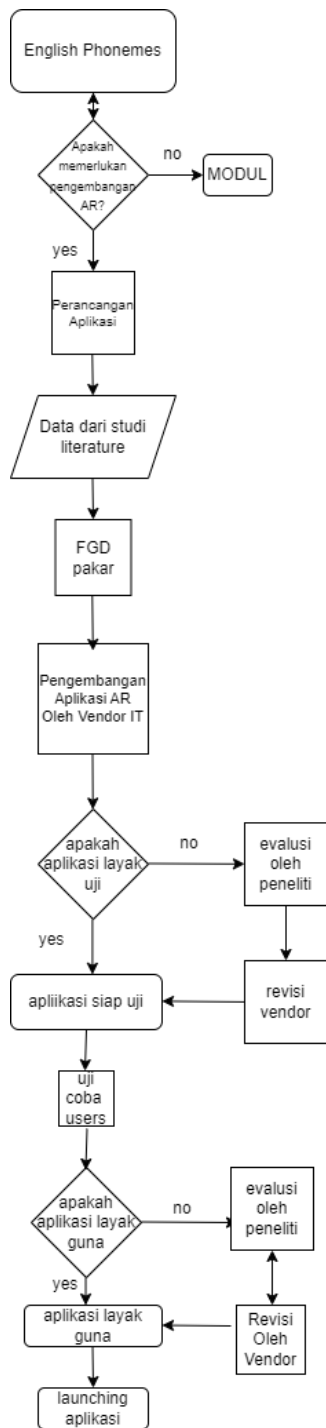 English Phonemes
Apakah
memerlukan
pengembangan
AR?
no
MODUL
yes
Perancangan
Aplikasi
Data dari studi
literature
FGD
pakar
Pengembangan
Aplikasi AR
Oleh Vendor IT
apakah
aplikasi layak
uji
no
evalusi
oleh
peneliti
yes
apliikasi siap uji
revisi
vendor
uji
coba
users
apakah
aplikasi layak
guna
no
evalusi
oleh
peneliti
yes
aplikasi layak
guna
Revisi
Oleh
Vendor
launching
aplikasi